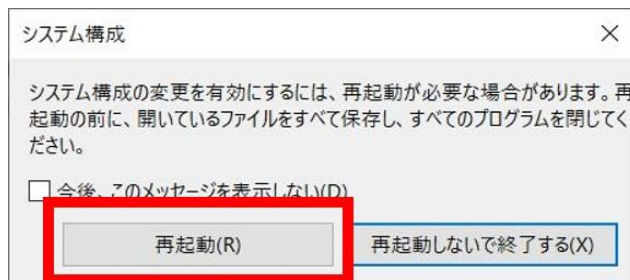 システム構成
システム構成の変更を有効にするには、再起動が必要な場合があります。再
起動の前に、開いているファイルをすべて保存し、すべてのプログラムを閉じてく
ださい。
今後、このメッセージを表示しない(D)
再起動(R)
再起動しないで終了する(X)